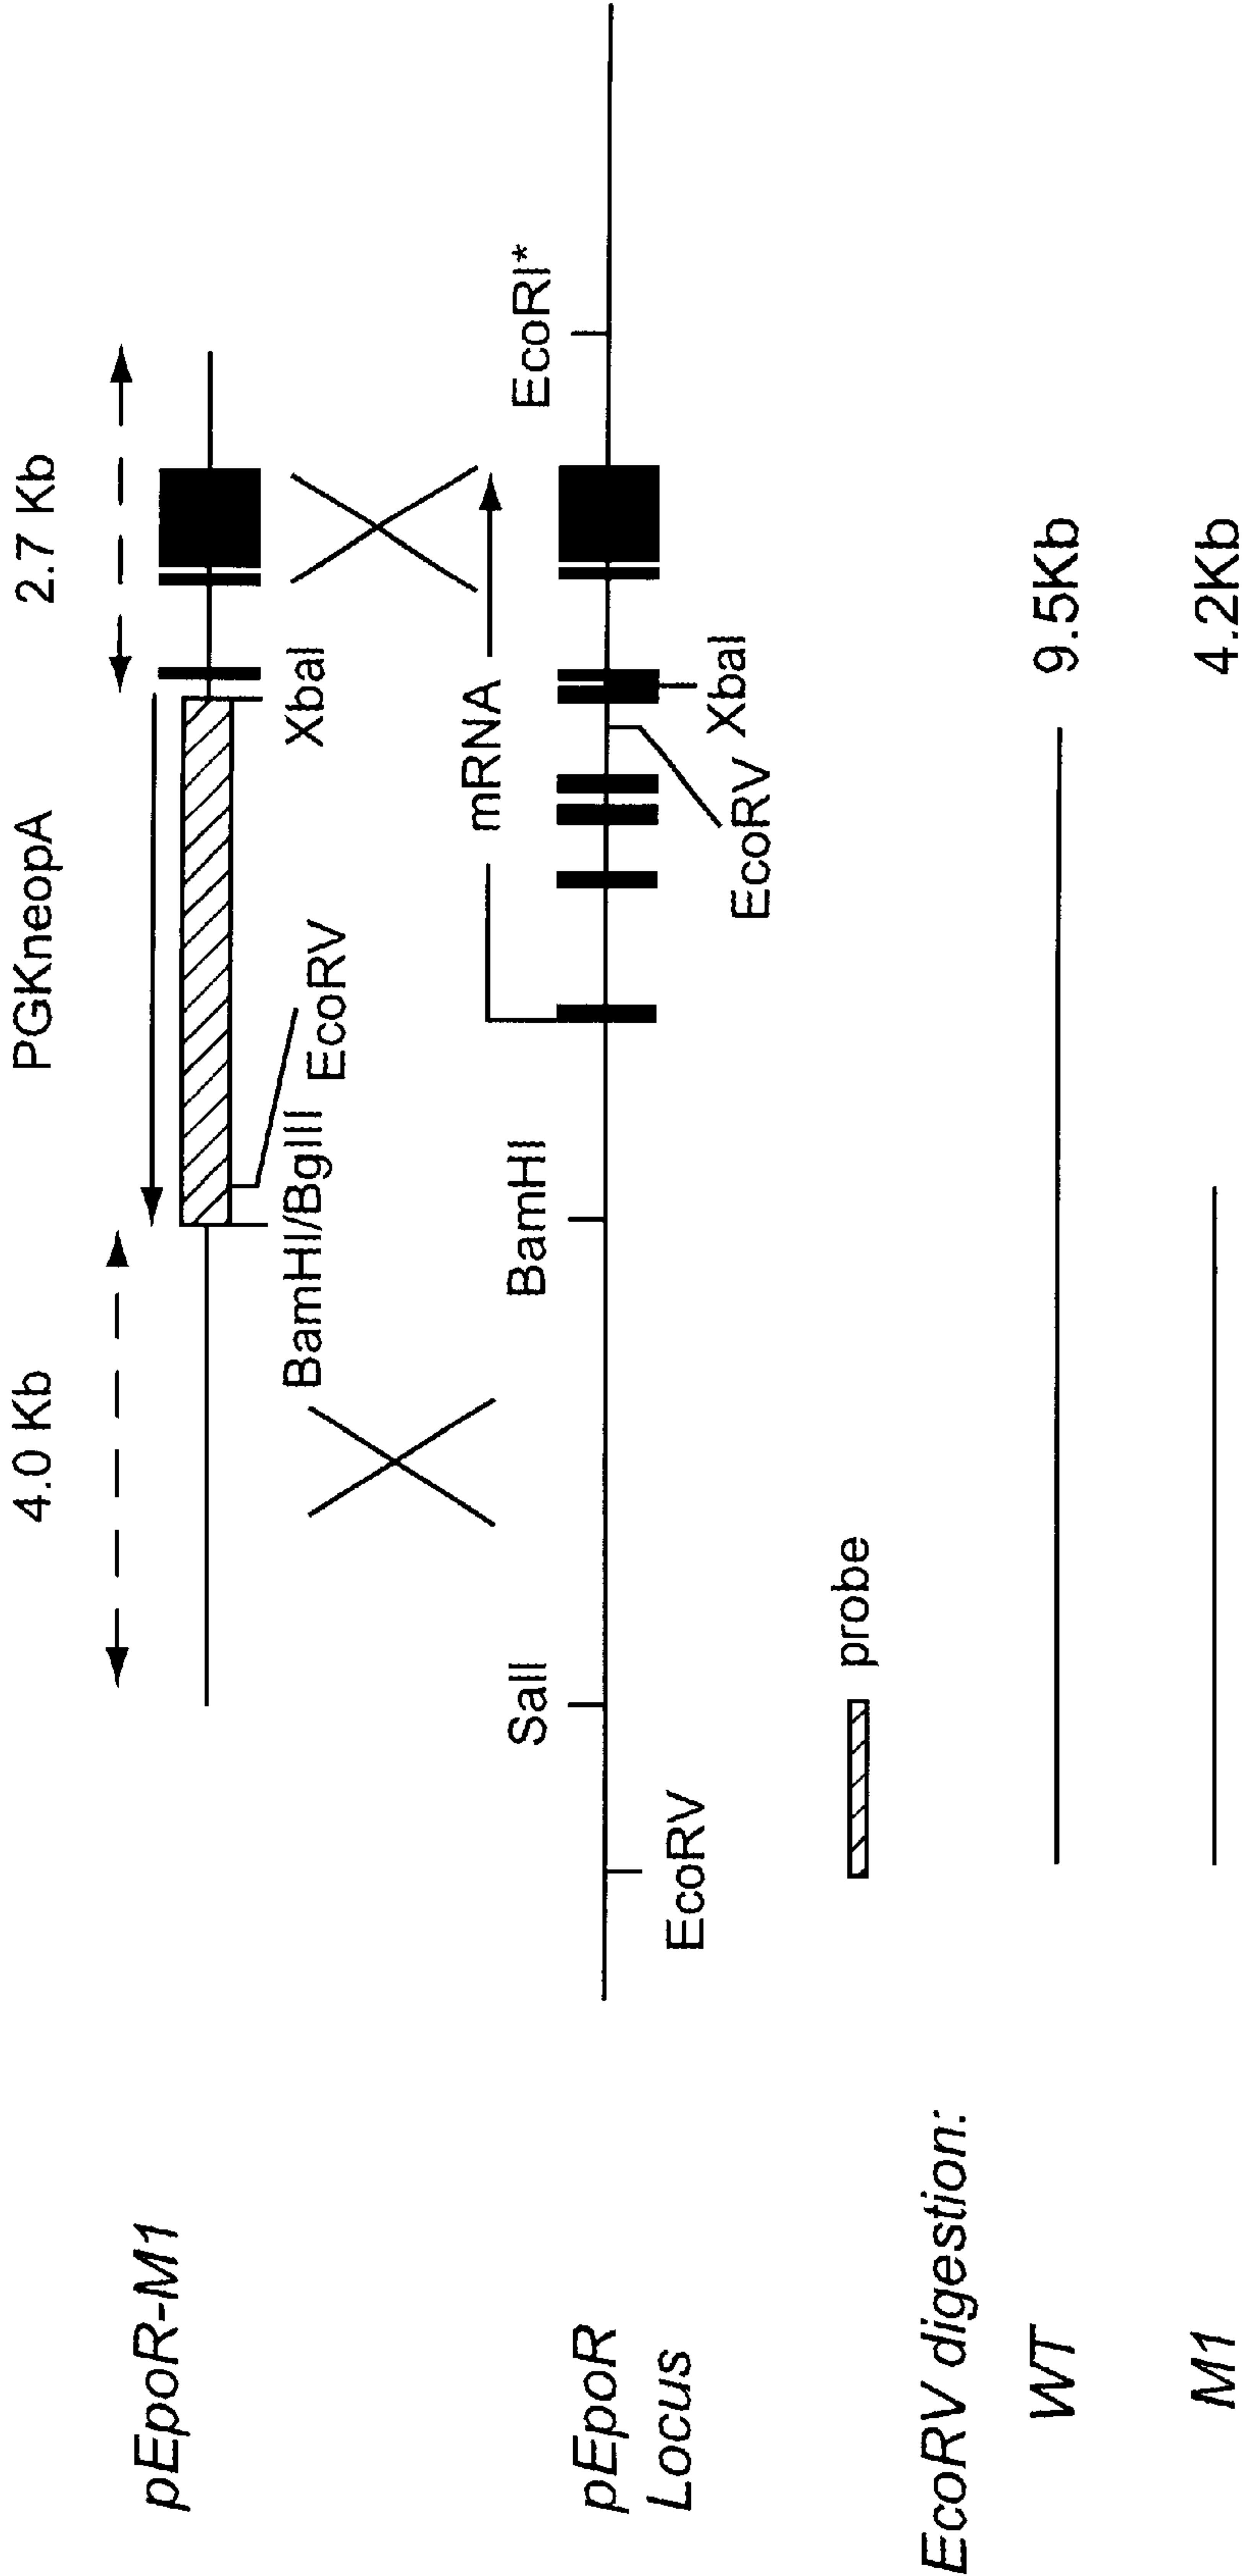 4.0 Kb
PGKneopA
2.7 Kb
pEpoR-M1
BamHI/BglII
EcoRV
XbaI
mRNA
SalI
BamHI
EcoRI*
pEpoR
Locus
EcoRV
EcoRV
XbaI
probe
EcoRV digestion:
WT
9.5Kb
M1
4.2Kb